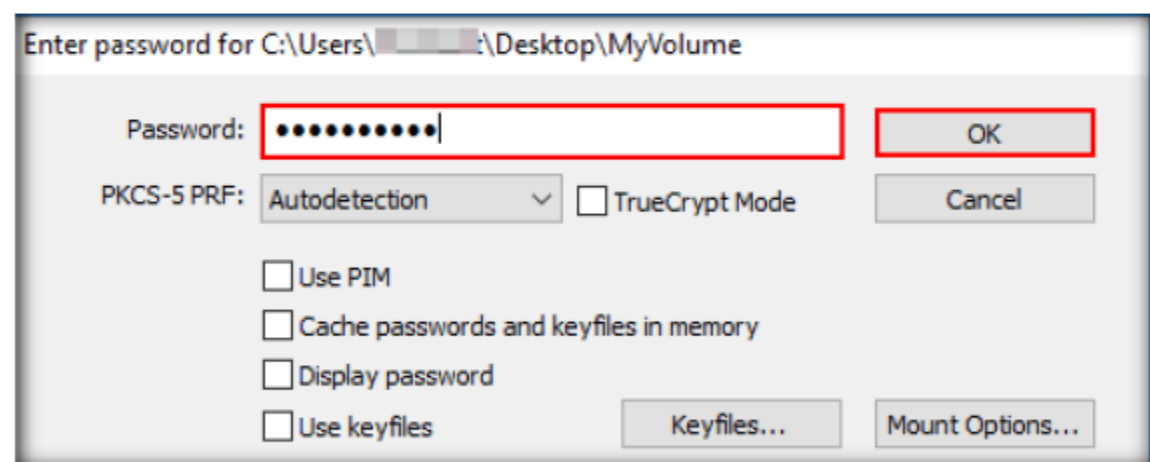 Enter password for C:\Users\ t\Desktop\MyVolume
Password: ●●●●●●●●●● OK
PKCS-5 PRF: Autodetection TrueCrypt Mode Cancel
Use PIM
Cache passwords and keyfiles in memory
Display password
Use keyfiles Keyfiles... Mount Options...